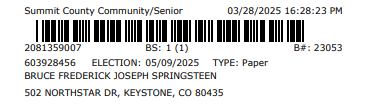 Summit County Community/Senior 03/28/2025 16:28:23 PM
2081359007 BS: 1 (1) B#: 23053
603928456 ELECTION: 05/09/2025 TYPE: Paper
BRUCE FREDERICK JOSEPH SPRINGSTEEN
502 NORTHSTAR DR, KEYSTONE, CO 80435